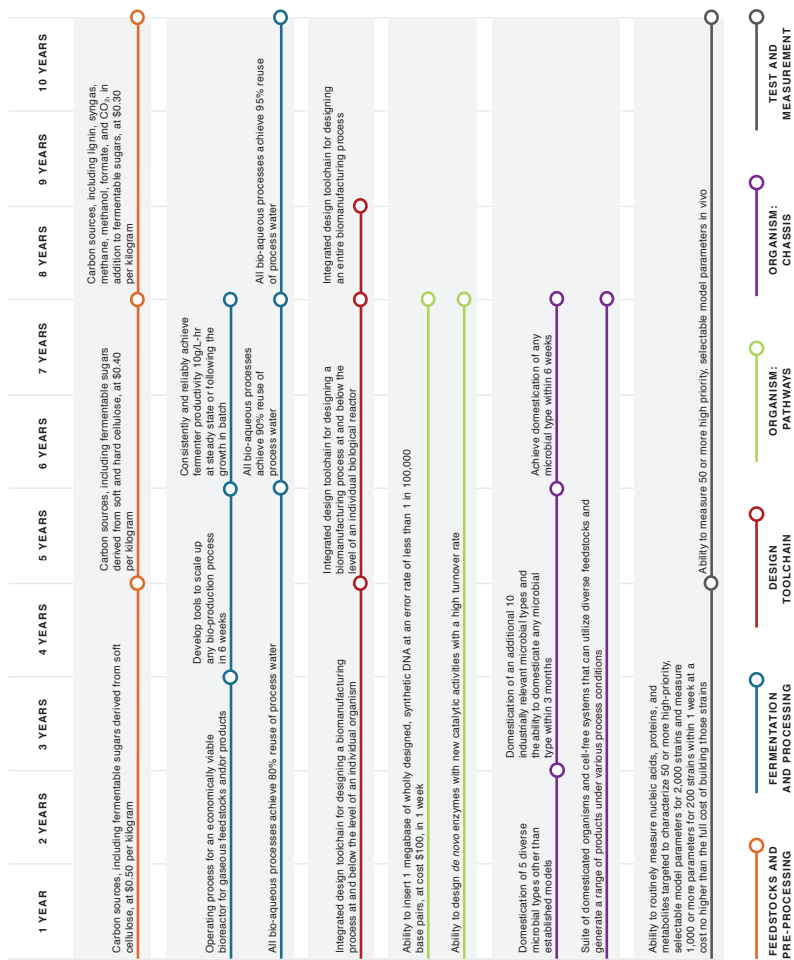 1 YEAR
2 YEARS
3 YEARS
4 YEARS
5 YEARS
6 YEARS
7 YEARS
8 YEARS
9 YEARS
10 YEARS
Carbon sources, including fermentable sugars derived from soft
cellulose, at $0.50 per kilogram
Carbon sources, including fermentable sugars
derived from soft and hard cellulose, at $0.40
per kilogram
Carbon sources, including lignin, syngas,
methane, methanol, formate, and CO₂, in
addition to fermentable sugars, at $0.30
per kilogram
Operating process for an economically viable
bioreactor for gaseous feedstocks and/or products
Develop tools to scale up
any bio-production process
in 6 weeks
Consistently and reliably achieve
fermenter productivity 10g/L-hr
at steady state or following the
growth in batch
All bio-aqueous processes achieve 80% reuse of process water
All bio-aqueous processes
achieve 90% reuse of
process water
All bio-aqueous processes achieve 95% reuse
of process water
Integrated design toolchain for designing a biomanufacturing
process at and below the level of an individual organism
Integrated design toolchain for designing a
biomanufacturing process at and below the
level of an individual biological reactor
Integrated design toolchain for designing
an entire biomanufacturing process
Ability to insert 1 megabase of wholly designed, synthetic DNA at an error rate of less than 1 in 100,000
base pairs, at cost $100, in 1 week
Ability to design de novo enzymes with new catalytic activities with a high turnover rate
Domestication of 5 diverse
microbial types other than
established models
Domestication of an additional 10
industrially relevant microbial types and
the ability to domesticate any microbial
type within 3 months
Achieve domestication of any
microbial type within 6 weeks
Suite of domesticated organisms and cell-free systems that can utilize diverse feedstocks and
generate a range of products under various process conditions
Ability to routinely measure nucleic acids, proteins, and
metabolites targeted to characterize 50 or more high-priority,
selectable model parameters for 2,000 strains and measure
1,000 or more parameters for 200 strains within 1 week at a
cost no higher than the full cost of building those strains
Ability to measure 50 or more high priority, selectable model parameters in vivo
FEEDSTOCKS AND
PRE-PROCESSING
FERMENTATION
AND PROCESSING
DESIGN
TOOLCHAIN
ORGANISM:
PATHWAYS
ORGANISM:
CHASSIS
TEST AND
MEASUREMENT